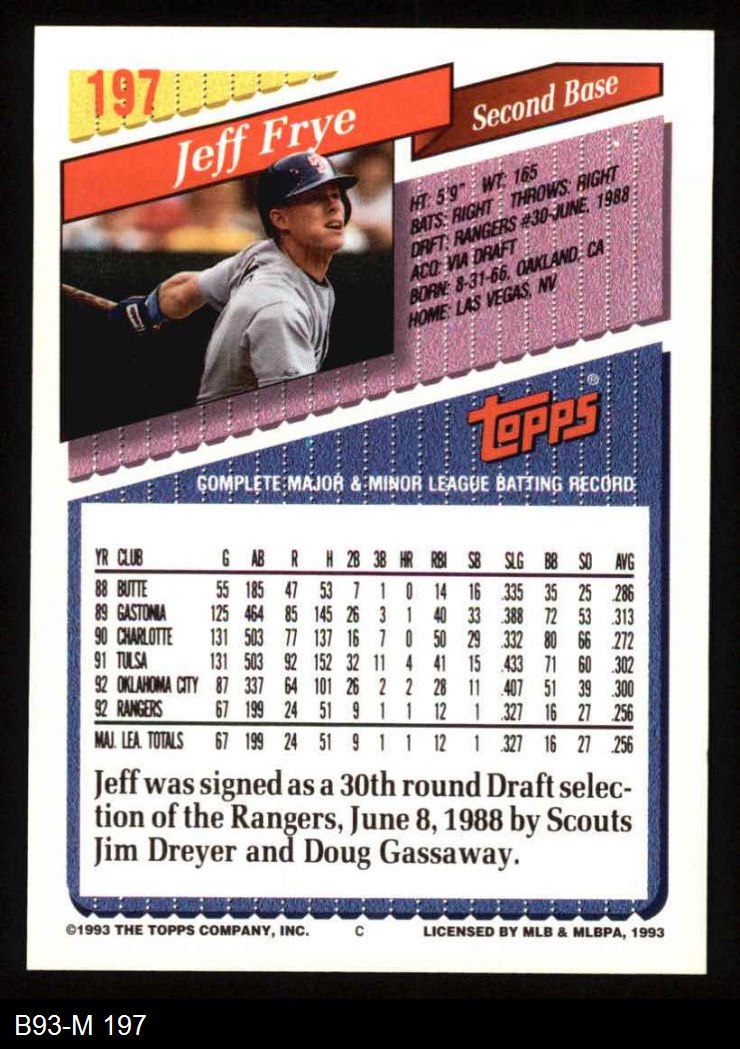 197
Jeff Frye
Second Base
HT: 5'9" WT: 165
BATS: RIGHT THROWS: RIGHT
DRFT: RANGERS #30-JUNE, 1988
ACQ: VIA DRAFT
BORN: 8-31-66, OAKLAND, CA
HOME: LAS VEGAS, NV
Topps®
COMPLETE MAJOR & MINOR LEAGUE BATTING RECORD
YR CLUB G AB R H 2B 3B HR RBI SB SLG BB SO AVG
88 BUTTE 55 185 47 53 7 1 0 14 16 .335 35 25 .286
89 GASTONIA 125 464 85 145 26 3 1 40 33 .388 72 53 .313
90 CHARLOTTE 131 503 77 137 16 7 0 50 29 .332 80 66 .272
91 TULSA 131 503 92 152 32 11 4 41 15 .433 71 60 .302
92 OKLAHOMA CITY 87 337 64 101 26 2 2 28 11 .407 51 39 .300
92 RANGERS 67 199 24 51 9 1 1 12 1 .327 16 27 .256
MAJ. LEA. TOTALS 67 199 24 51 9 1 1 12 1 .327 16 27 .256
Jeff was signed as a 30th round Draft selec-
tion of the Rangers, June 8, 1988 by Scouts
Jim Dreyer and Doug Gassaway.
©1993 THE TOPPS COMPANY, INC. C LICENSED BY MLB & MLBPA, 1993
B93-M 197